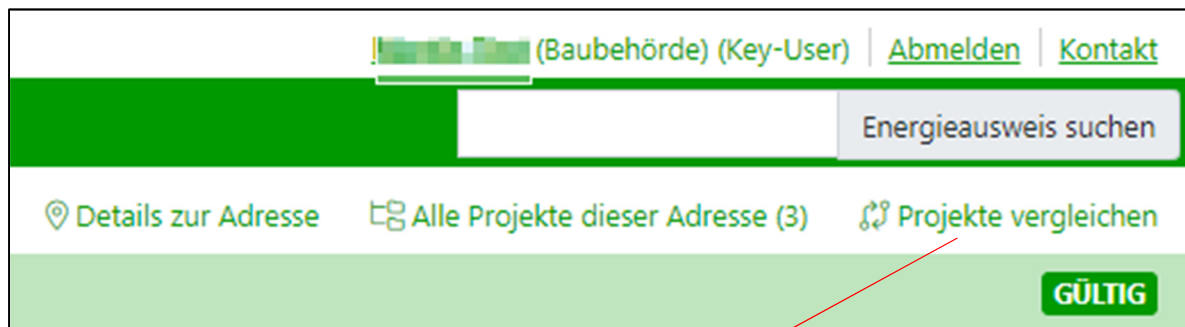 (Baubehörde) (Key-User) Abmelden Kontakt
Energieausweis suchen
Details zur Adresse Alle Projekte dieser Adresse (3) Projekte vergleichen
GÜLTIG